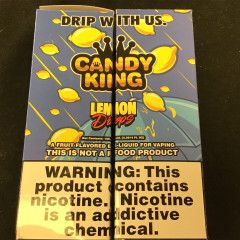 DRIP WITH US.
CANDY
KING
LEMON
Drops
A FRUIT-FLAVORED E-LIQUID FOR VAPING
THIS IS NOT A FOOD PRODUCT
WARNING: This
product contains
nicotine. Nicotine
is an addictive
chemical.